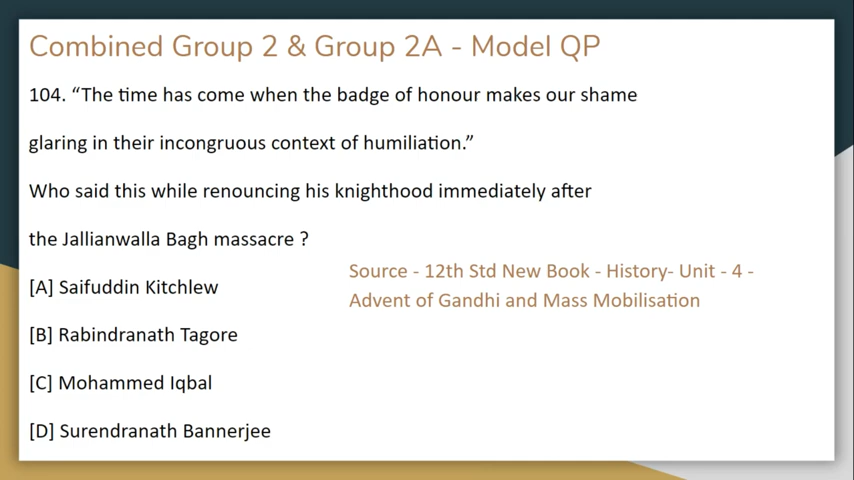 Combined Group 2 & Group 2A - Model QP
104. “The time has come when the badge of honour makes our shame
glaring in their incongruous context of humiliation.”
Who said this while renouncing his knighthood immediately after
the Jallianwalla Bagh massacre ?
[A] Saifuddin Kitchlew
Source - 12th Std New Book - History- Unit - 4 -
Advent of Gandhi and Mass Mobilisation
[B] Rabindranath Tagore
[C] Mohammed Iqbal
[D] Surendranath Bannerjee